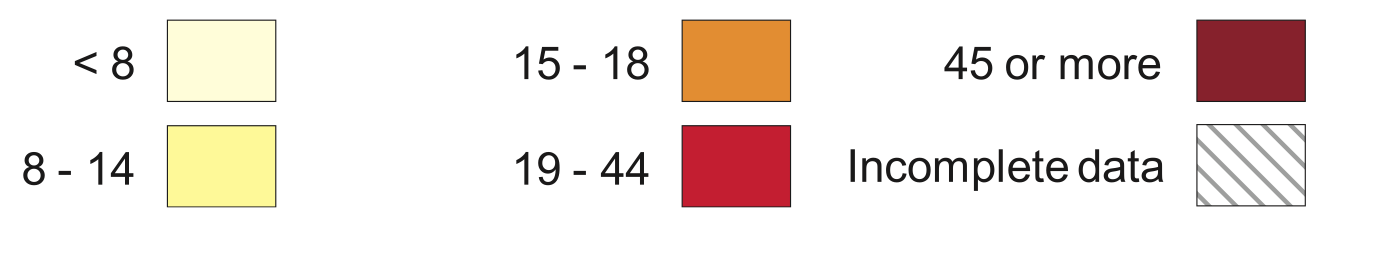 < 8
8 - 14
15 - 18
19 - 44
45 or more
Incomplete data